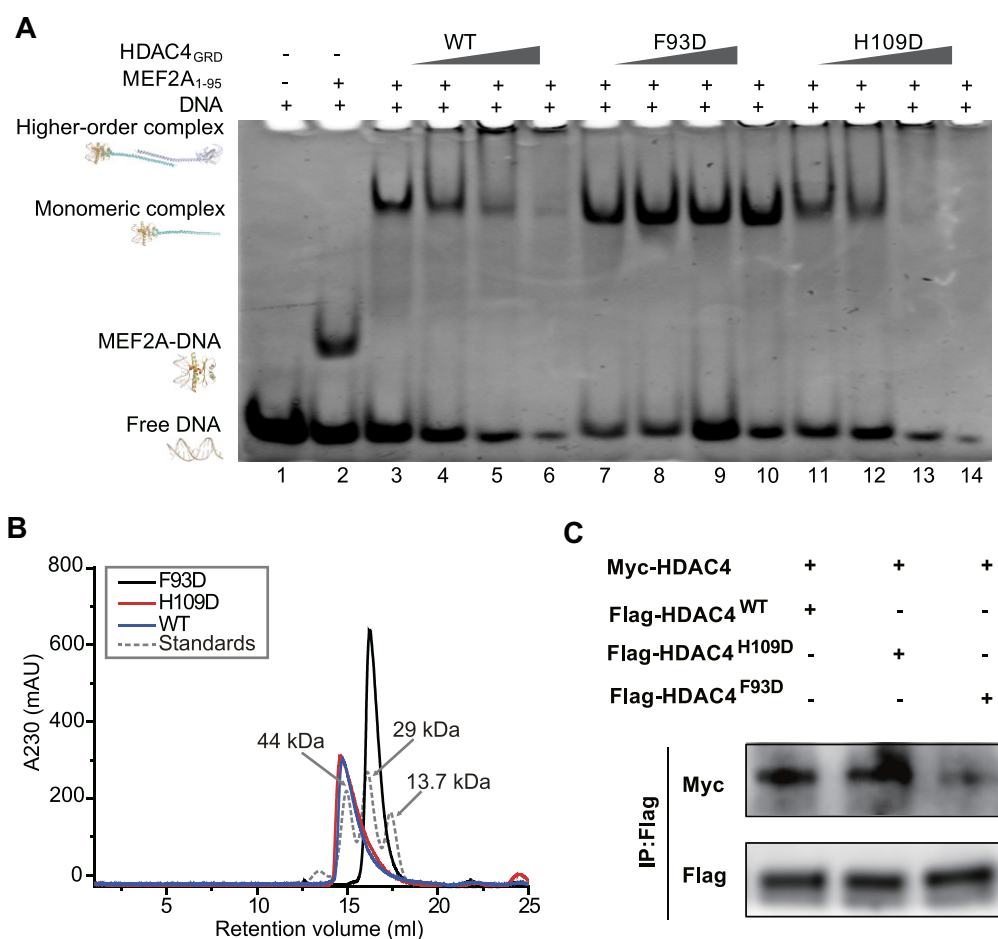 A
WT F93D H109D
HDAC4GRD - -
MEF2A1-95 - + + + + + + + + + + + + +
DNA + + + + + + + + + + + + + +
Higher-order complex
Monomeric complex
MEF2A-DNA
Free DNA
1 2 3 4 5 6 7 8 9 10 11 12 13 14
B
800
600
400
200
0
A230 (mAU)
F93D
H109D
WT
Standards
44 kDa
29 kDa
13.7 kDa
5 10 15 20 25
Retention volume (ml)
C
Myc-HDAC4 + + +
Flag-HDAC4WT + - -
Flag-HDAC4H109D - + -
Flag-HDAC4F93D - - +
IP:Flag
Myc
Flag